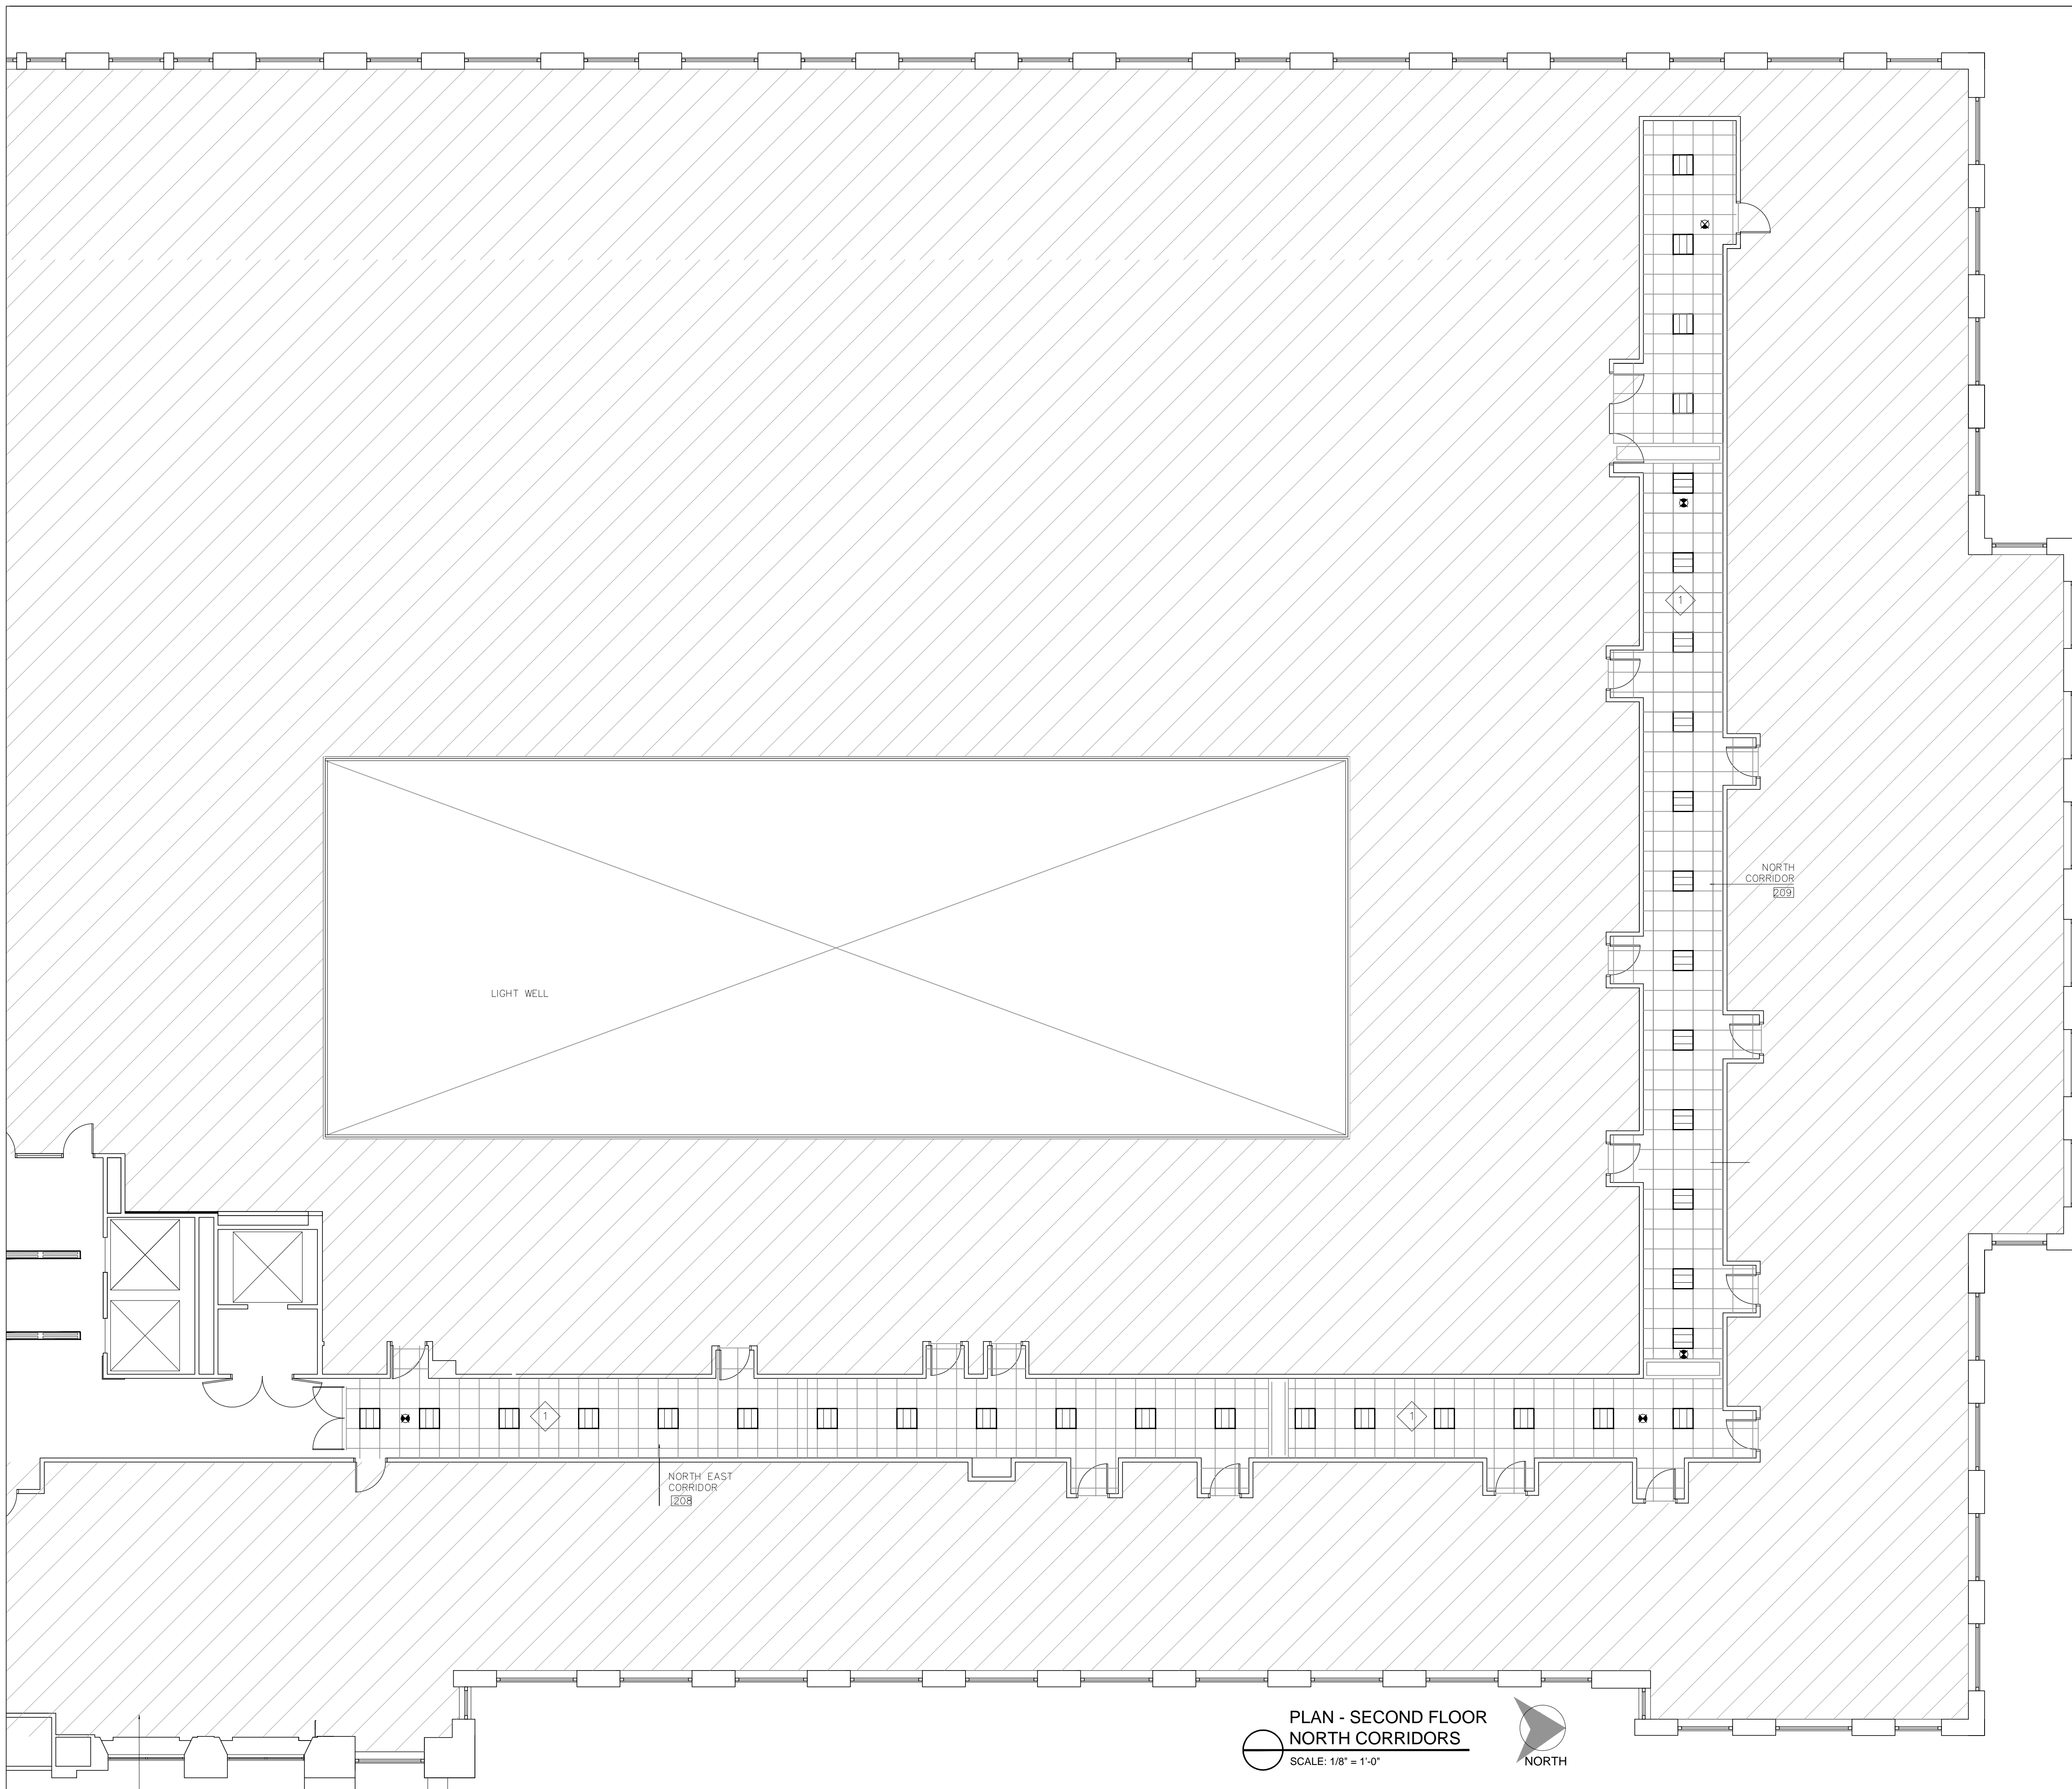 1
NORTH
CORRIDOR
209
LIGHT WELL
1
1
NORTH EAST
CORRIDOR
208
PLAN - SECOND FLOOR
NORTH CORRIDORS
SCALE: 1/8" = 1'-0"
NORTH